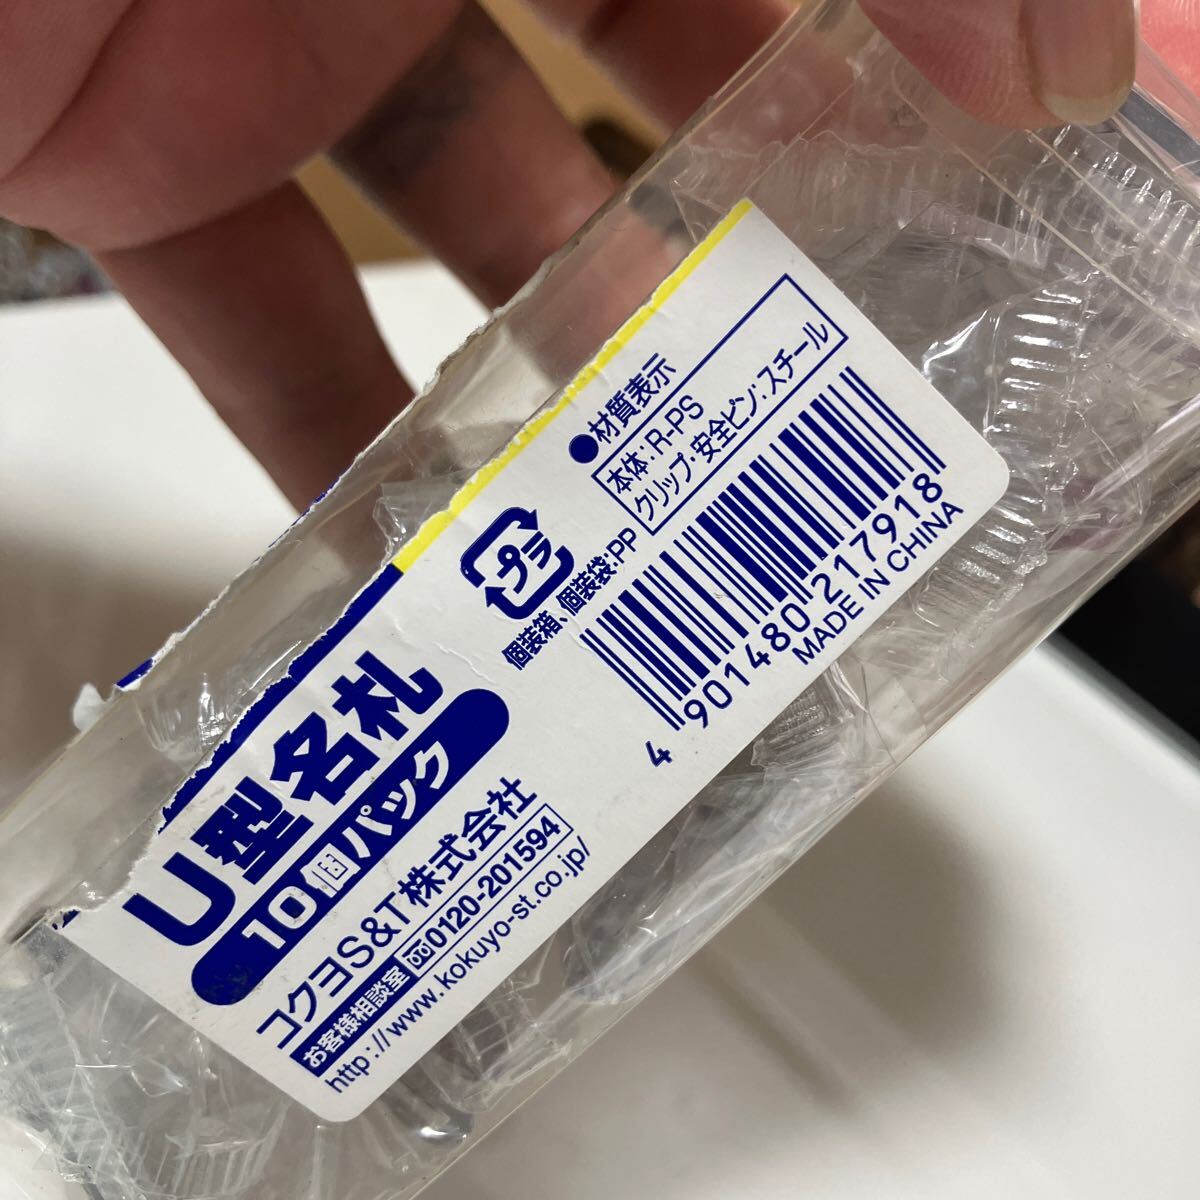 U型名札
10個パック
コクヨS&T株式会社
お客様相談室 0120-201594
http://www.kokuyo-st.co.jp/
プラ
個装箱、個装袋:PP
●材質表示
本体:R-PS
クリップ・安全ピン:スチール
4 901480 217918
MADE IN CHINA